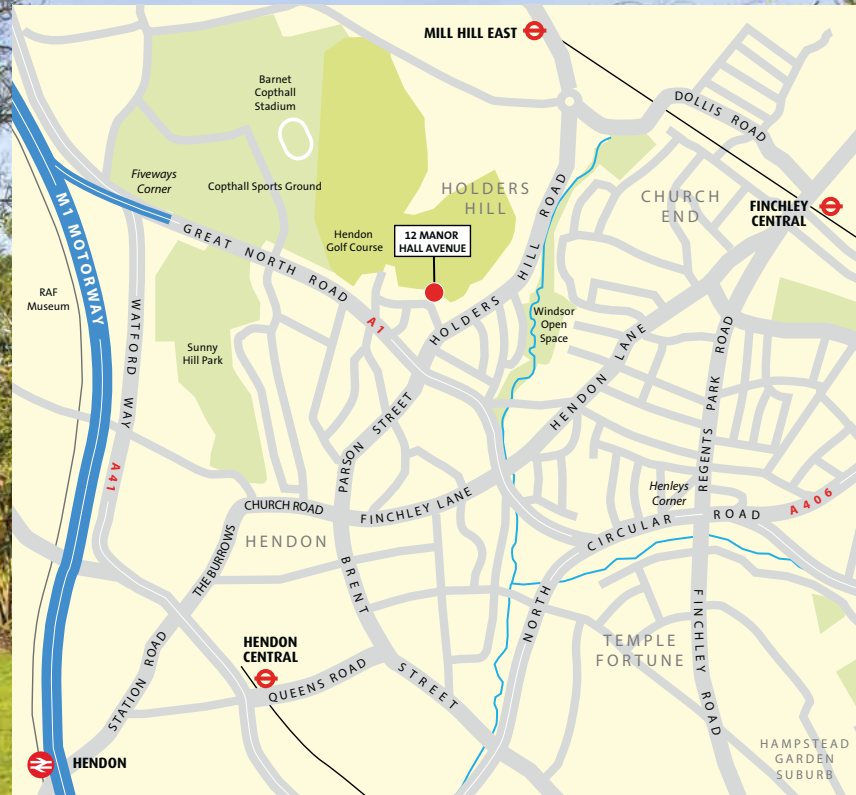 MILL HILL EAST
DOLLIS ROAD
Barnet
Copthall
Stadium
Fiveways
Corner
Copthall Sports Ground
HOLDERS
HILL
CHURCH
END
FINCHLEY
CENTRAL
M1 MOTORWAY
GREAT NORTH ROAD
Hendon
Golf Course
12 MANOR
HALL AVENUE
HOLDERS HILL ROAD
RAF
Museum
WATFORD WAY
A1
Windsor
Open
Space
Sunny
Hill Park
HENDON LANE
REGENTS PARK ROAD
PARSON STREET
A41
Henleys
Corner
A406
CHURCH ROAD
FINCHLEY LANE
NORTH CIRCULAR ROAD
HENDON
THE BURROWS
BRENT STREET
FINCHLEY ROAD
TEMPLE
FORTUNE
HENDON
CENTRAL
QUEENS ROAD
STATION ROAD
HENDON
HAMPSTEAD
GARDEN
SUBURB